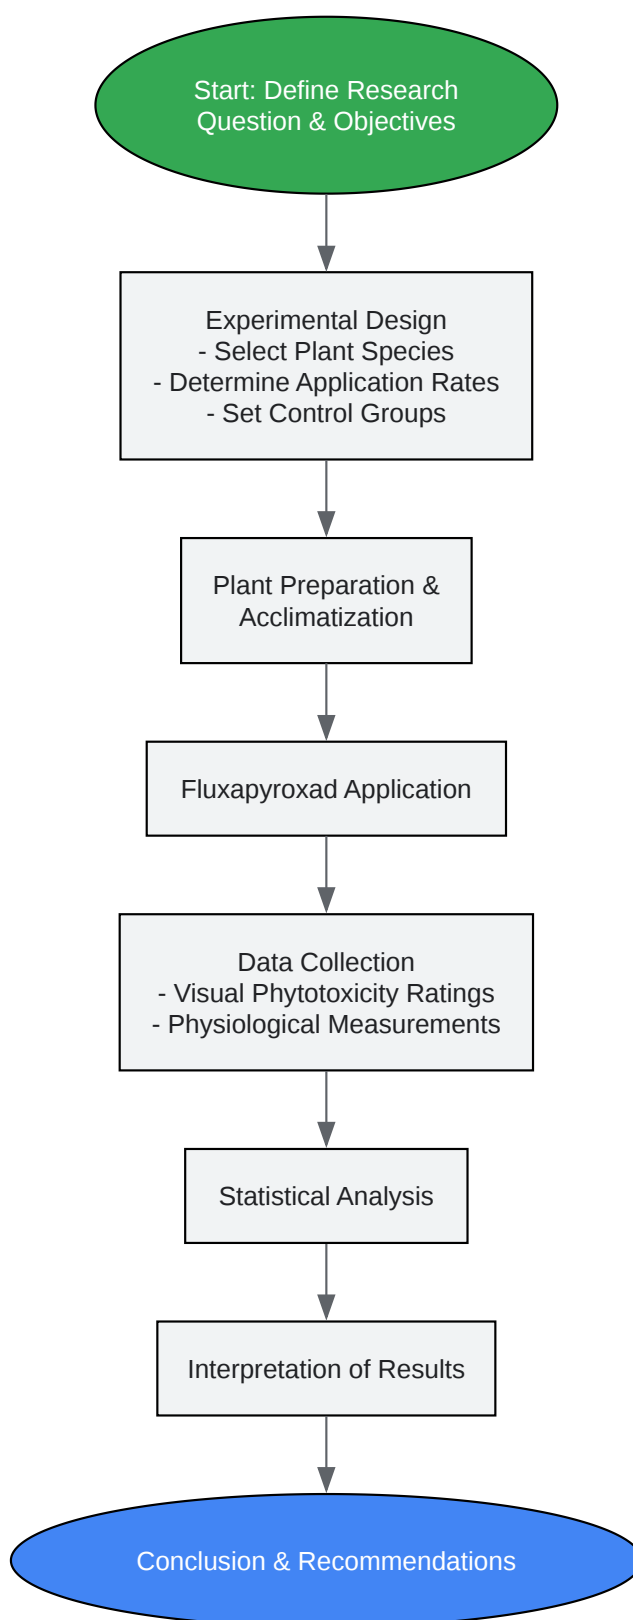 Start: Define Research
Question & Objectives
Experimental Design
- Select Plant Species
- Determine Application Rates
- Set Control Groups
Plant Preparation &
Acclimatization
Fluxapyroxad Application
Data Collection
- Visual Phytotoxicity Ratings
- Physiological Measurements
Statistical Analysis
Interpretation of Results
Conclusion & Recommendations